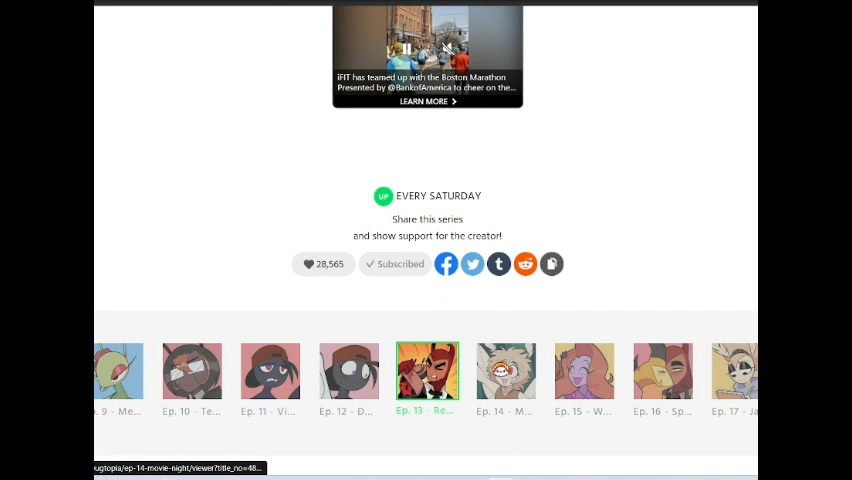 iFIT has teamed up with the Boston Marathon
Presented by @BankofAmerica to cheer on the...
LEARN MORE
UP EVERY SATURDAY
Share this series
and show support for the creator!
28,565 Subscribed
. 9 - Me... Ep. 10 - Te... Ep. 11 - Vi... Ep. 12 - D... Ep. 13 - Re... Ep. 14 - M... Ep. 15 - W... Ep. 16 - Sp... Ep. 17 - Ja
ugtopia/ep-14-movie-night/viewer?title_no=48...